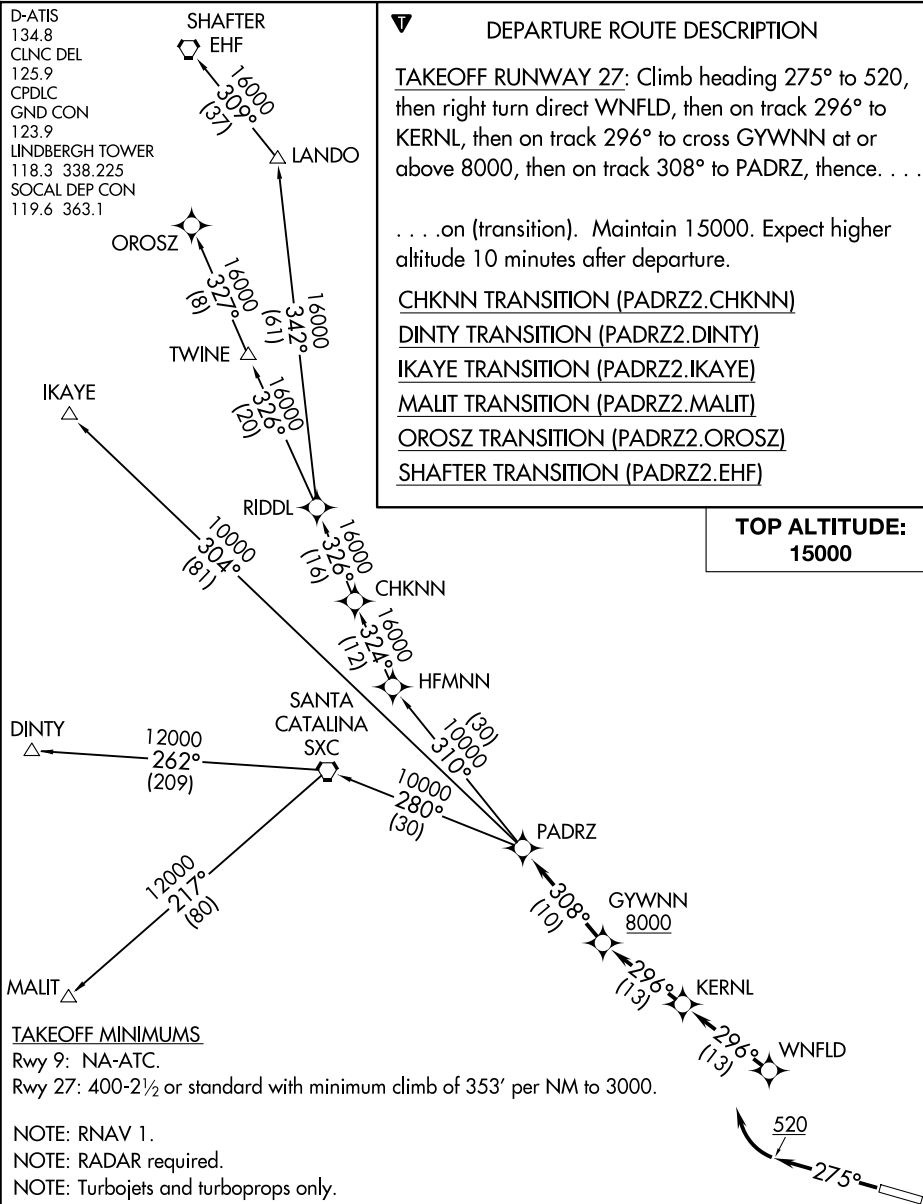 D-ATIS
134.8
CLNC DEL
125.9
CPDLC
GND CON
123.9
LINDBERGH TOWER
118.3 338.225
SOCAL DEP CON
119.6 363.1
SHAFTER
EHF
16000
309°
(37)
LANDO
OROSZ
16000
327°
(8)
16000
342°
(61)
TWINE
16000
326°
(20)
IKAYE
RIDDL
10000
304°
(81)
16000
326°
(16)
CHKNN
16000
324°
(12)
HFMNN
SANTA
CATALINA
SXC
(30)
10000
310°
DINTY
12000
262°
(209)
10000
280°
(30)
PADRZ
12000
217°
(80)
308°
(10)
GYWNN
8000
MALIT
296°
(13)
KERNL
296°
(13)
WNFLD
520
275°
T
DEPARTURE ROUTE DESCRIPTION
TAKEOFF RUNWAY 27: Climb heading 275° to 520,
then right turn direct WNFLD, then on track 296° to
KERNL, then on track 296° to cross GYWNN at or
above 8000, then on track 308° to PADRZ, thence. . . .
. . . .on (transition). Maintain 15000. Expect higher
altitude 10 minutes after departure.
CHKNN TRANSITION (PADRZ2.CHKNN)
DINTY TRANSITION (PADRZ2.DINTY)
IKAYE TRANSITION (PADRZ2.IKAYE)
MALIT TRANSITION (PADRZ2.MALIT)
OROSZ TRANSITION (PADRZ2.OROSZ)
SHAFTER TRANSITION (PADRZ2.EHF)
TOP ALTITUDE:
15000
TAKEOFF MINIMUMS
Rwy 9: NA-ATC.
Rwy 27: 400-2½ or standard with minimum climb of 353' per NM to 3000.
NOTE: RNAV 1.
NOTE: RADAR required.
NOTE: Turbojets and turboprops only.